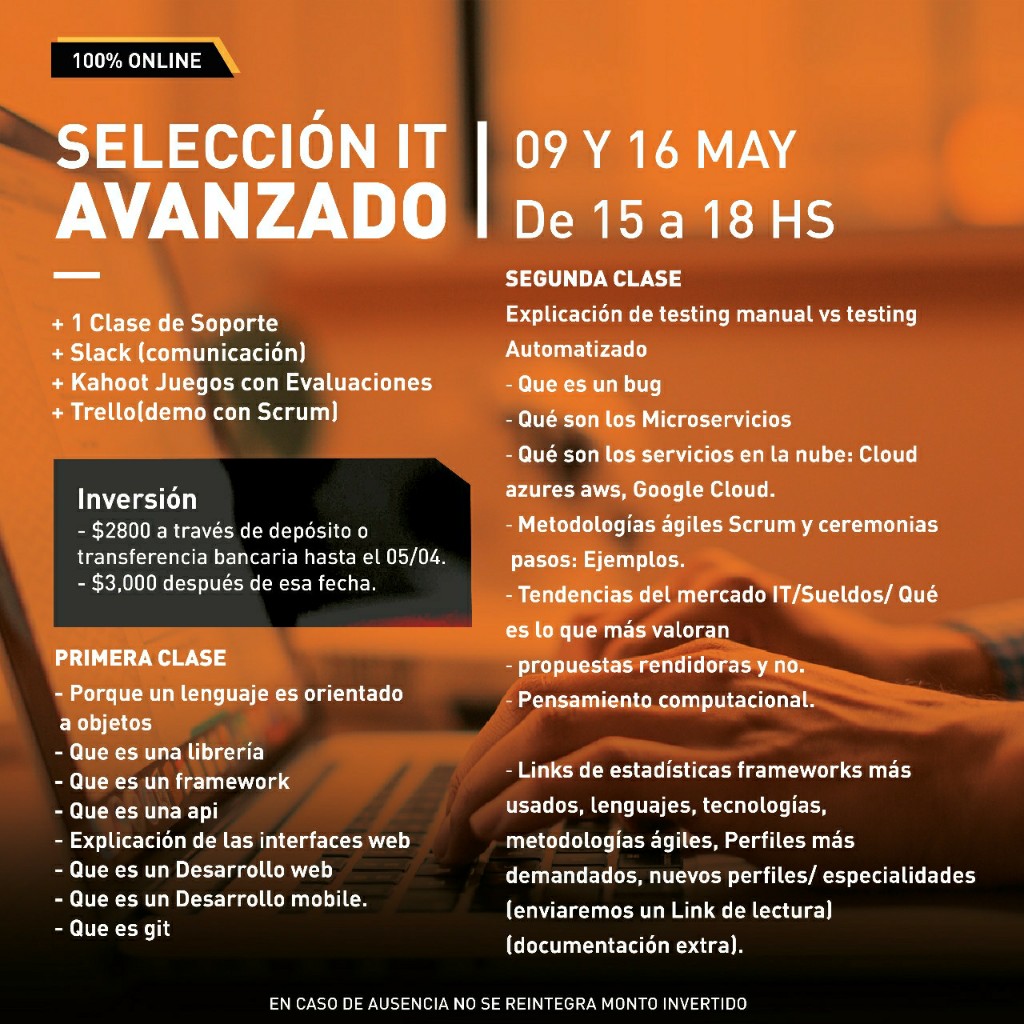 100% ONLINE
SELECCIÓN IT
AVANZADO
09 Y 16 MAY
De 15 a 18 HS
+ 1 Clase de Soporte
+ Slack (comunicación)
+ Kahoot Juegos con Evaluaciones
+ Trello(demo con Scrum)
Inversión
- $2800 a través de depósito o
transferencia bancaria hasta el 05/04.
- $3,000 después de esa fecha.
PRIMERA CLASE
- Porque un lenguaje es orientado
a objetos
- Que es una librería
- Que es un framework
- Que es una api
- Explicación de las interfaces web
- Que es un Desarrollo web
- Que es un Desarrollo mobile.
- Que es git
SEGUNDA CLASE
Explicación de testing manual vs testing
Automatizado
- Que es un bug
- Qué son los Microservicios
- Qué son los servicios en la nube: Cloud
azures aws, Google Cloud.
- Metodologías ágiles Scrum y ceremonias
pasos: Ejemplos.
- Tendencias del mercado IT/Sueldos/ Qué
es lo que más valoran
- propuestas rendidoras y no.
- Pensamiento computacional.
- Links de estadísticas frameworks más
usados, lenguajes, tecnologías,
metodologías ágiles, Perfiles más
demandados, nuevos perfiles/ especialidades
(enviaremos un Link de lectura)
(documentación extra).
EN CASO DE AUSENCIA NO SE REINTEGRA MONTO INVERTIDO